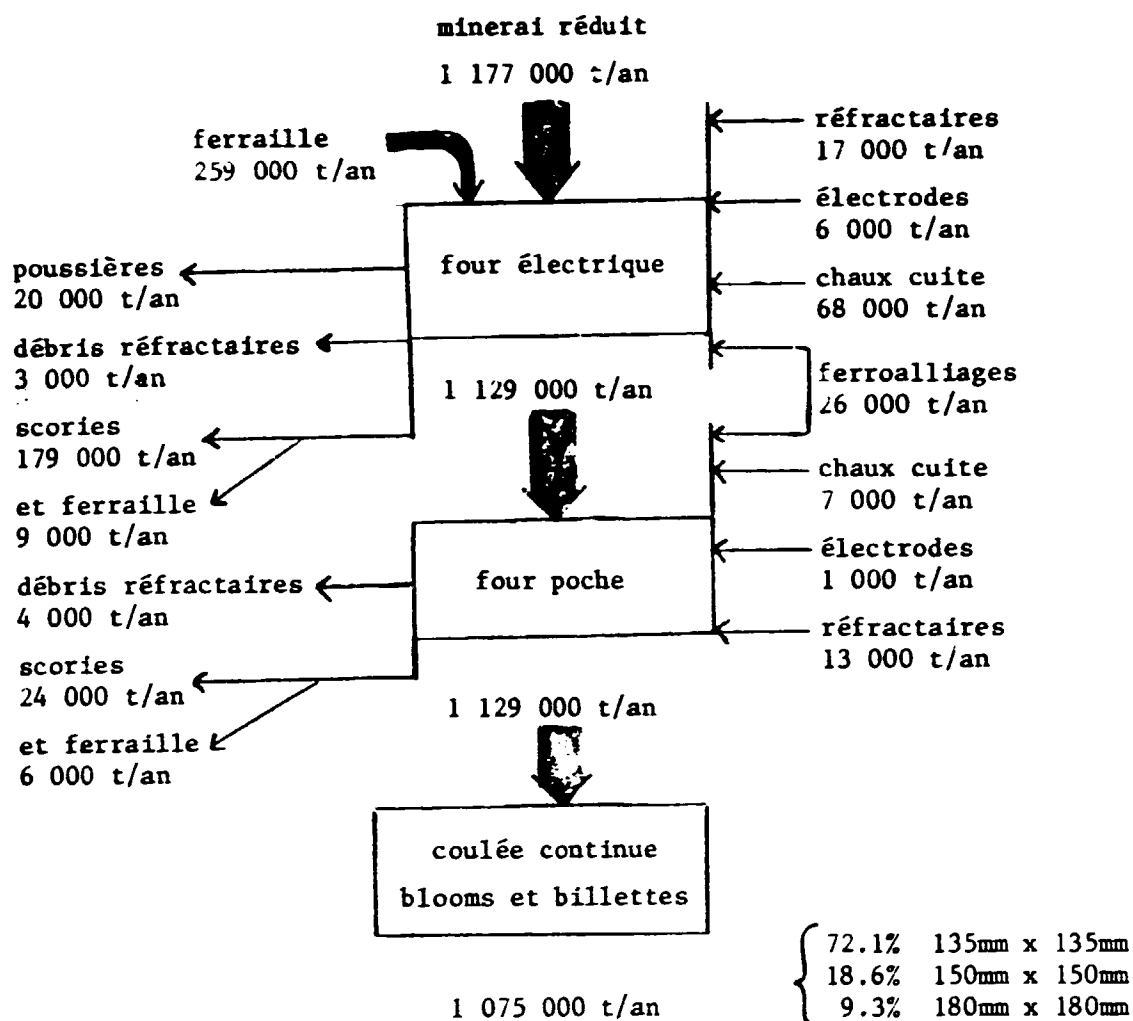 minerai réduit
1 177 000 t/an
ferraille
259 000 t/an
réfractaires
17 000 t/an
électrodes
6 000 t/an
chaux cuite
68 000 t/an
four électrique
poussières
20 000 t/an
débris réfractaires
3 000 t/an
scories
179 000 t/an
et ferraille
9 000 t/an
1 129 000 t/an
ferroalliages
26 000 t/an
chaux cuite
7 000 t/an
électrodes
1 000 t/an
réfractaires
13 000 t/an
four poche
débris réfractaires
4 000 t/an
scories
24 000 t/an
et ferraille
6 000 t/an
1 129 000 t/an
coulée continue
blooms et billettes
1 075 000 t/an
72.1% 135mm x 135mm
18.6% 150mm x 150mm
9.3% 180mm x 180mm